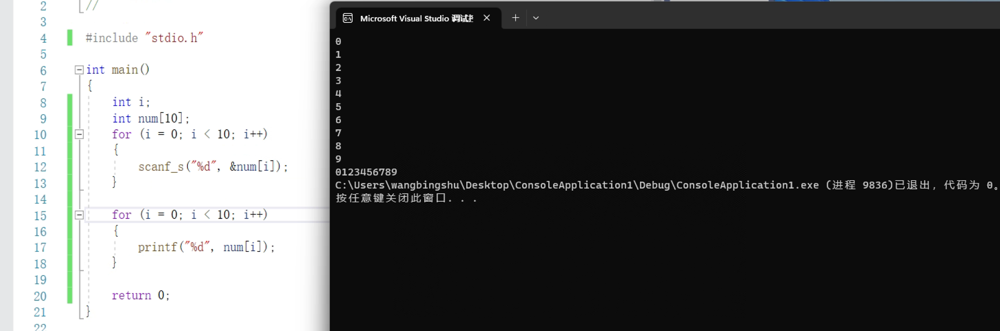 2 //
3
4 #include "stdio.h"
5
6 int main()
7 {
8 int i;
9 int num[10];
10 for (i = 0; i < 10; i++)
11 {
12 scanf_s("%d", &num[i]);
13 }
14
15 for (i = 0; i < 10; i++)
16 {
17 printf("%d", num[i]);
18 }
19
20 return 0;
21 }
22
Microsoft Visual Studio 调试
0
1
2
3
4
5
6
7
8
9
0123456789
C:\Users\wangbingshu\Desktop\ConsoleApplication1\Debug\ConsoleApplication1.exe (进程 9836)已退出，代码为 0。
按任意键关闭此窗口. . .